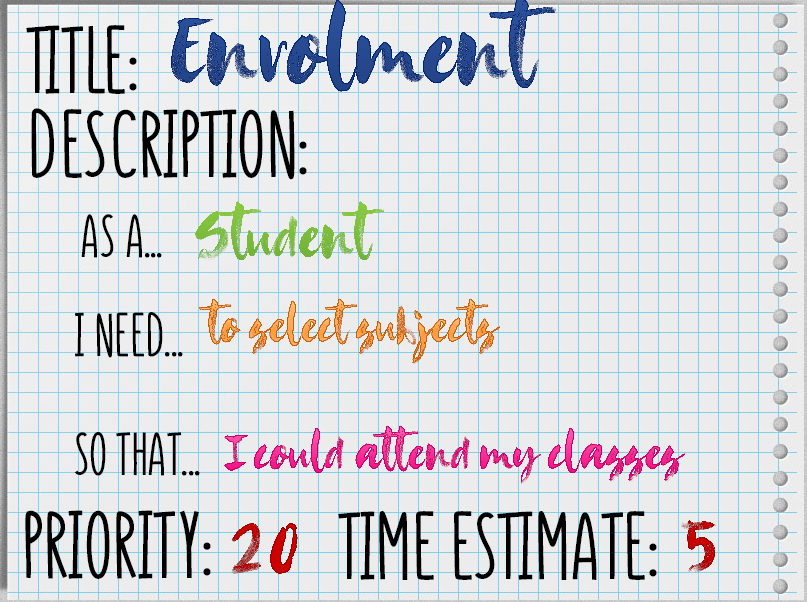 TITLE: Envolment
DESCRIPTION:
AS A... Student
I NEED... to select subjects
SO THAT... I could attend my classes
PRIORITY: 20 TIME ESTIMATE: 5